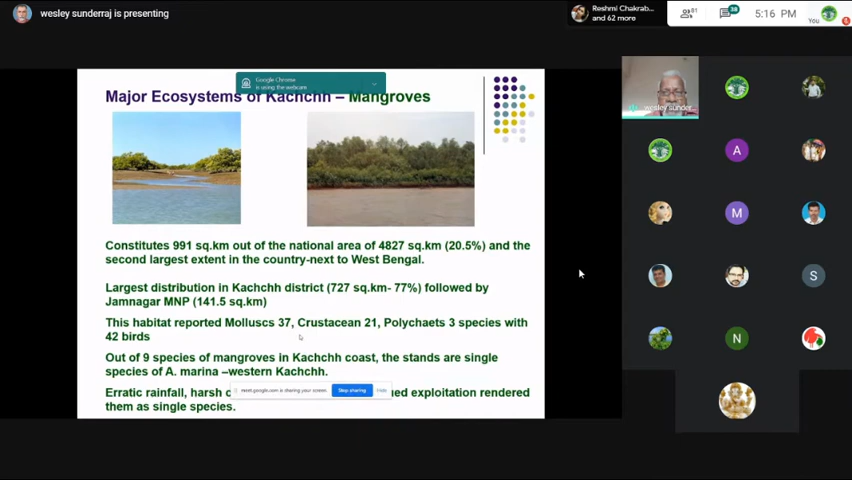 wesley sunderraj is presenting
Reshmi Chakrab...
and 62 more
81
38
5:16 PM
You
6
Google Chrome
is using the webcam
Major Ecosystems of Kachchh – Mangroves
wesley sunder...
A
M
S
N
Constitutes 991 sq.km out of the national area of 4827 sq.km (20.5%) and the
second largest extent in the country-next to West Bengal.
Largest distribution in Kachchh district (727 sq.km- 77%) followed by
Jamnagar MNP (141.5 sq.km)
This habitat reported Molluscs 37, Crustacean 21, Polychaets 3 species with
42 birds
Out of 9 species of mangroves in Kachchh coast, the stands are single
species of A. marina –western Kachchh.
Erratic rainfall, harsh
meet.google.com is sharing your screen.
Stop sharing
Hide
exploitation rendered
them as single species.